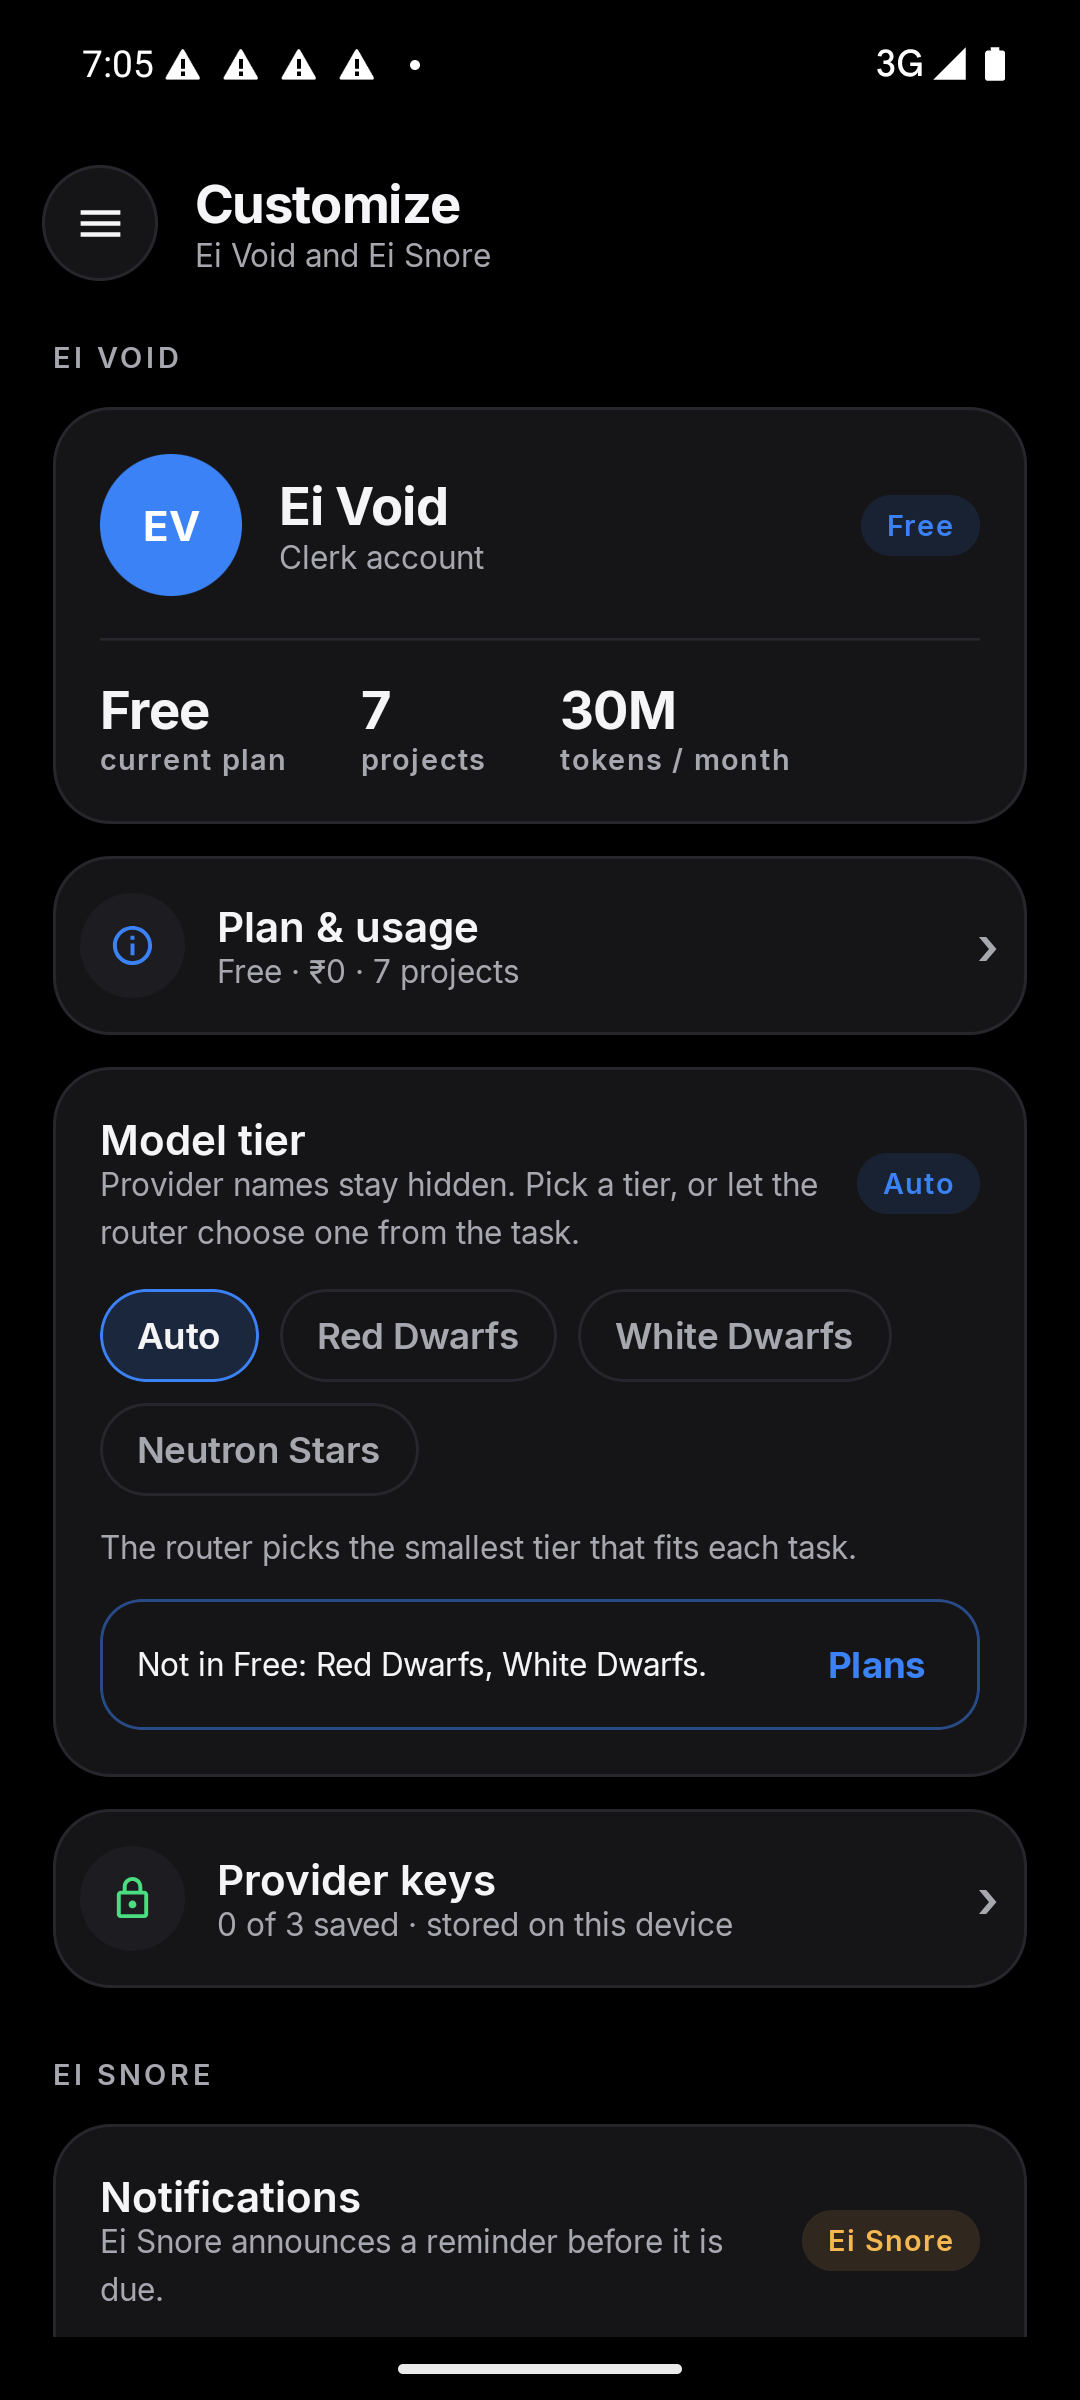 7:05
3G
Customize
Ei Void and Ei Snore
EI VOID
EV
Ei Void
Clerk account
Free
Free
current plan
7
projects
30M
tokens / month
Plan & usage
Free · ₹0 · 7 projects
Model tier
Provider names stay hidden. Pick a tier, or let the
router choose one from the task.
Auto
Auto
Red Dwarfs
White Dwarfs
Neutron Stars
The router picks the smallest tier that fits each task.
Not in Free: Red Dwarfs, White Dwarfs.
Plans
Provider keys
0 of 3 saved · stored on this device
EI SNORE
Notifications
Ei Snore announces a reminder before it is
due.
Ei Snore